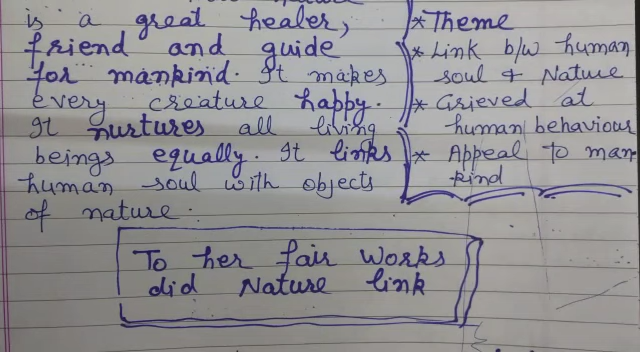 is a great healer,
friend and guide
for mankind. It makes
every creature happy.
It nurtures all living
beings equally. It links
human soul with objects
of nature.
* Theme
* Link b/w human
soul & Nature
* Grieved at
human behaviour
* Appeal to man
kind
To her fair works
did Nature link